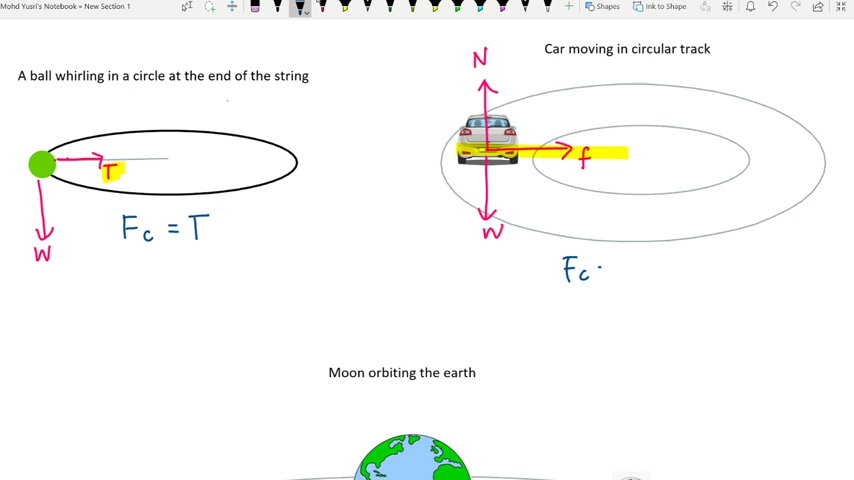 Mohd Yusri's Notebook » New Section 1
Shapes
Ink to Shape
Car moving in circular track
A ball whirling in a circle at the end of the string
N
T
f
W
W
Fc = T
Fc
Moon orbiting the earth